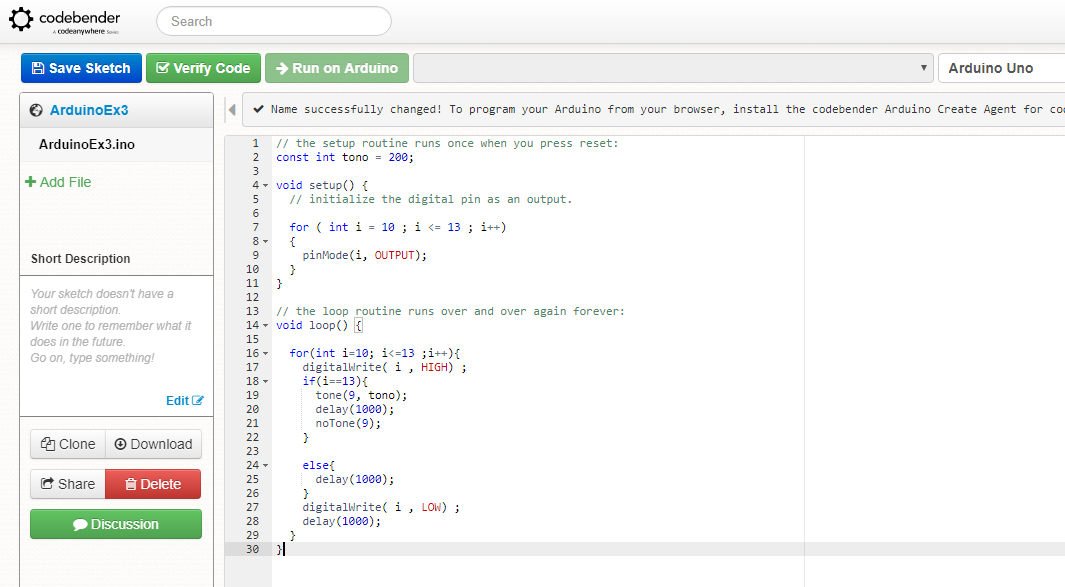 codebender
A codeanywhere Service
Search
Save Sketch
Verify Code
Run on Arduino
Arduino Uno
ArduinoEx3
ArduinoEx3.ino
Add File
Short Description
Your sketch doesn't have a
short description.
Write one to remember what it
does in the future.
Go on, type something!
Edit
Clone
Download
Share
Delete
Discussion
Name successfully changed! To program your Arduino from your browser, install the codebender Arduino Create Agent for
1 // the setup routine runs once when you press reset:
2 const int tono = 200;
3
4 void setup() {
5 // initialize the digital pin as an output.
6
7 for ( int i = 10 ; i <= 13 ; i++)
8 {
9 pinMode(i, OUTPUT);
10 }
11 }
12
13 // the loop routine runs over and over again forever:
14 void loop() {
15
16 for(int i=10; i<=13 ;i++){
17 digitalWrite( i , HIGH) ;
18 if(i==13){
19 tone(9, tono);
20 delay(1000);
21 noTone(9);
22 }
23
24 else{
25 delay(1000);
26 }
27 digitalWrite( i , LOW) ;
28 delay(1000);
29 }
30 }